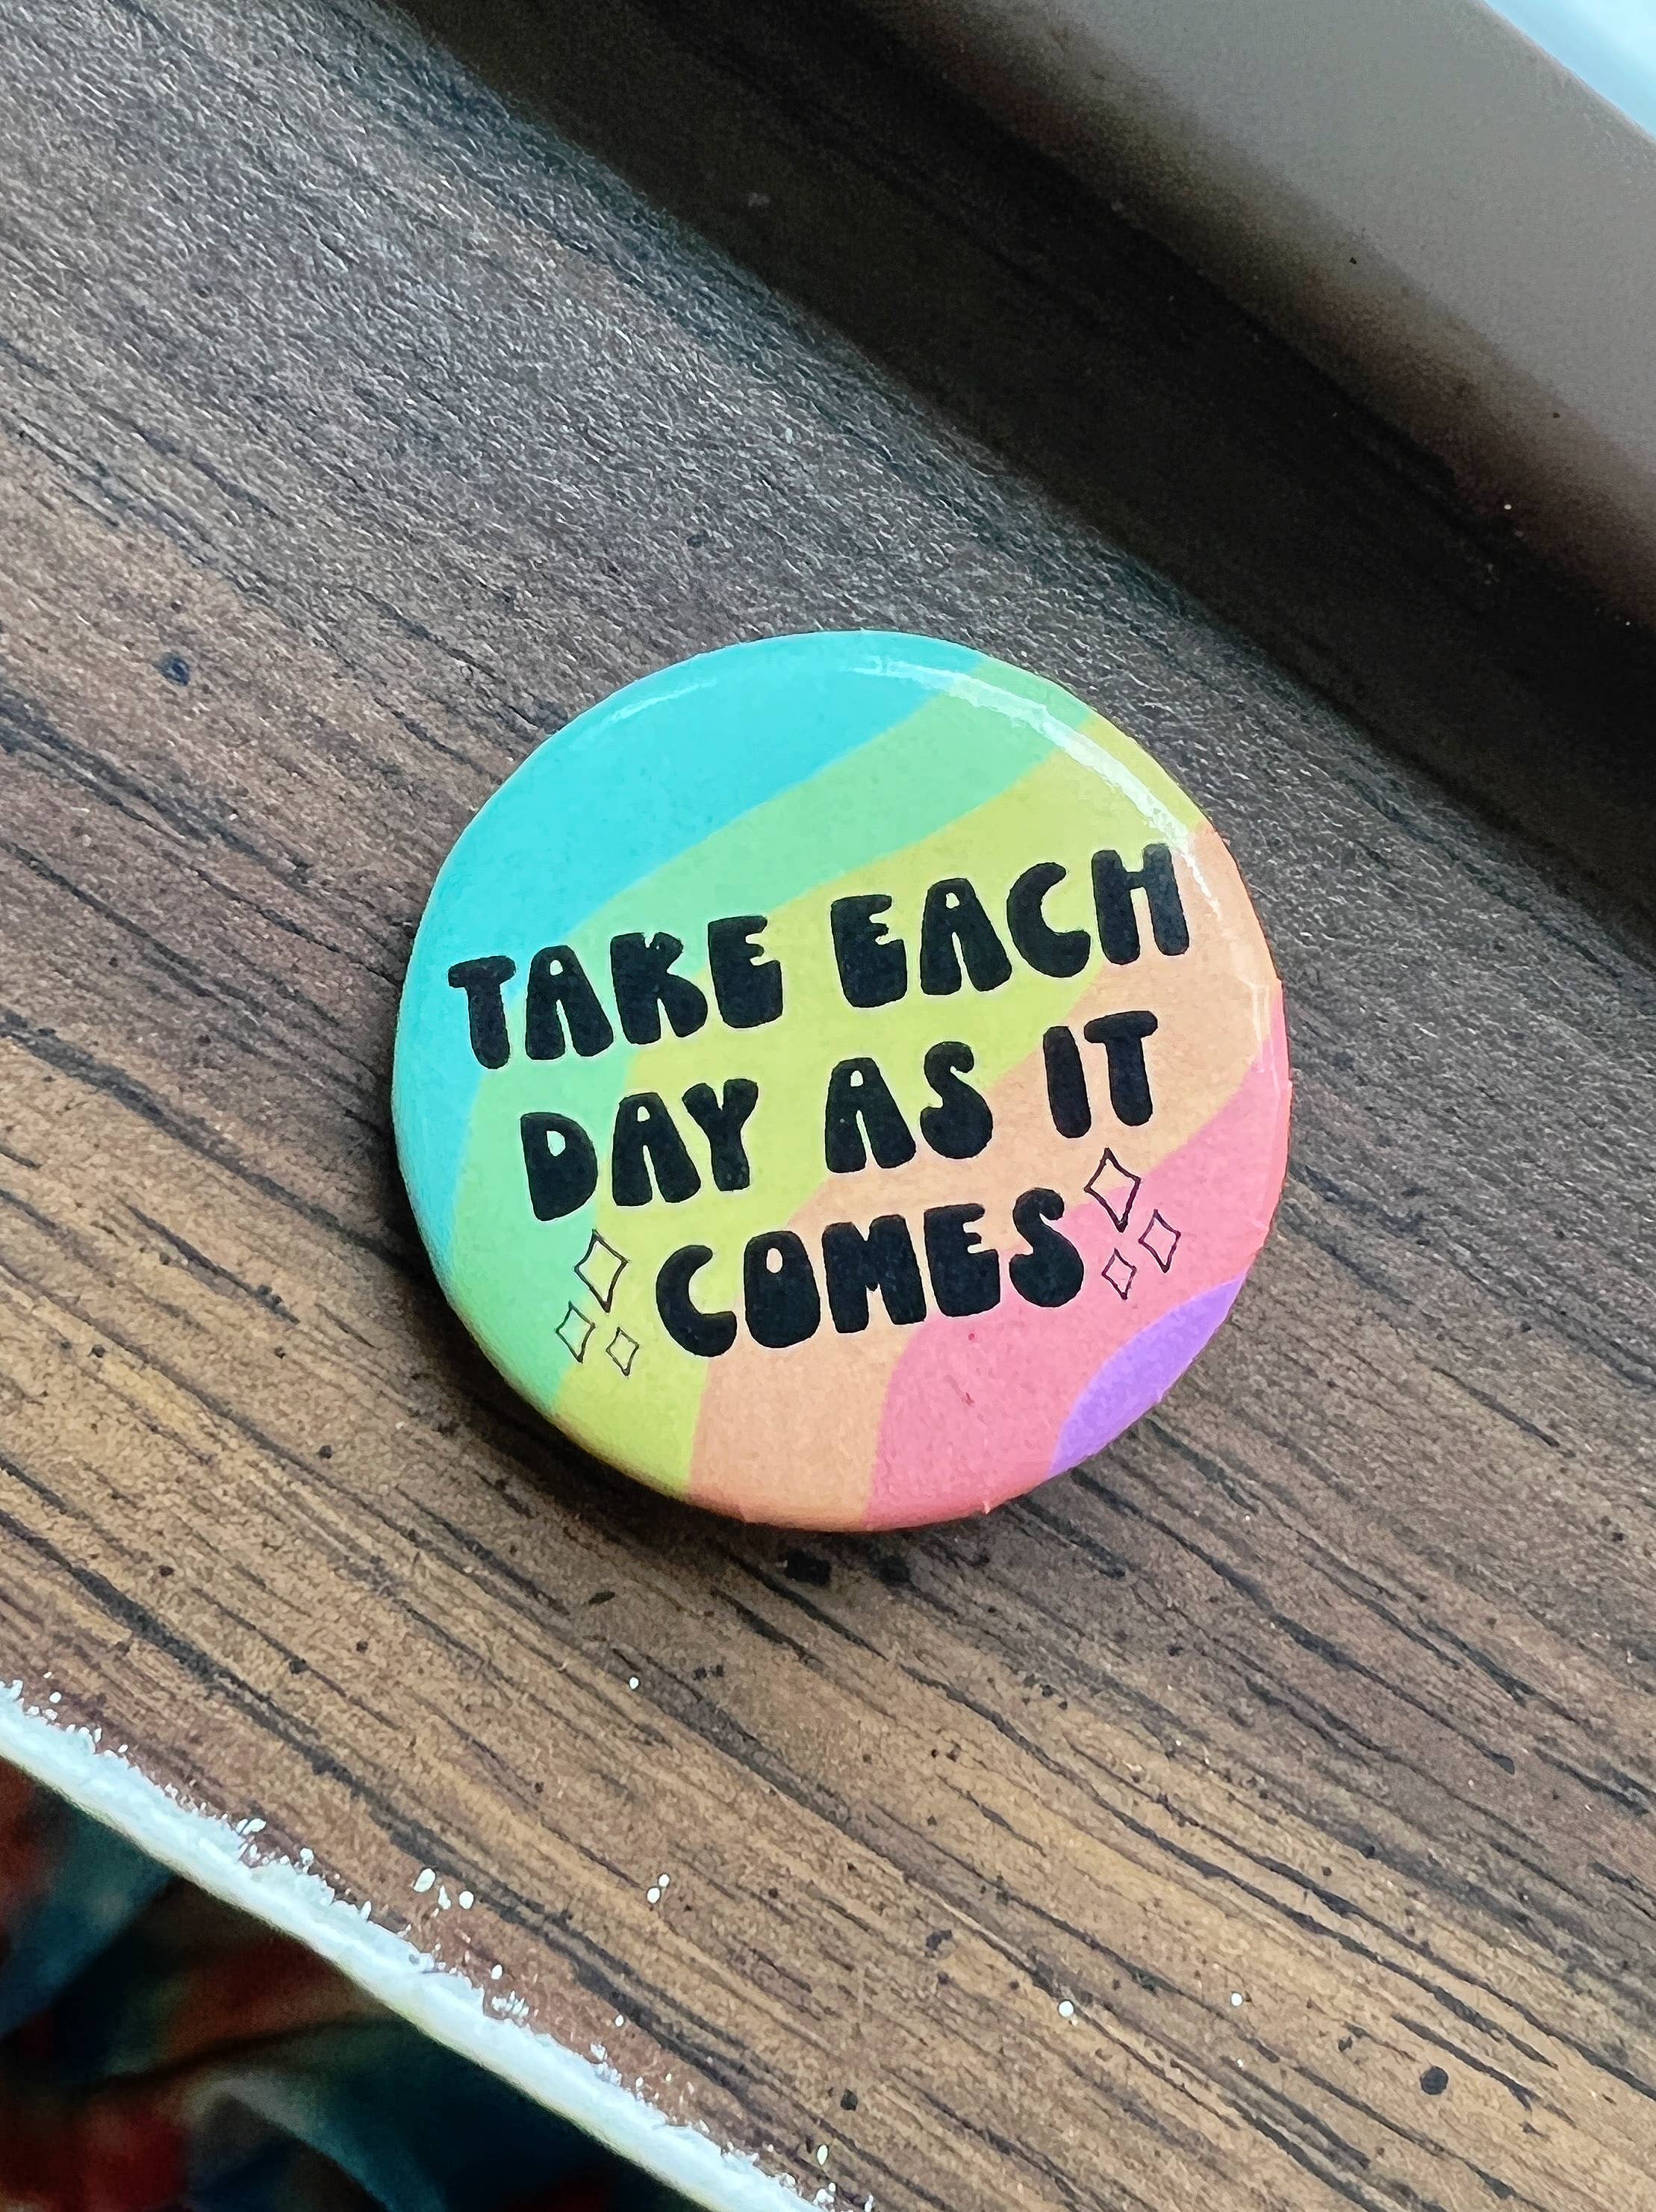 TAKE EACH
DAY AS IT
COMES